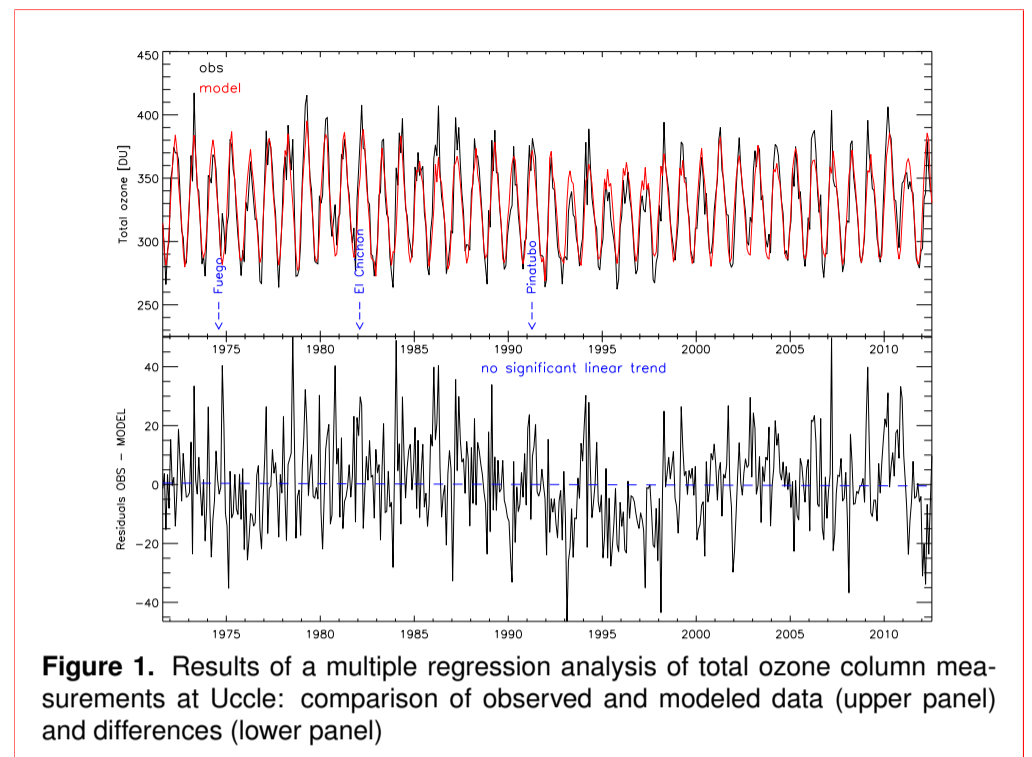 450
obs
model
400
350
300
250
Total ozone [DU]
Fuego
El Chichon
Pinatubo
1975 1980 1985 1990 1995 2000 2005 2010
no significant linear trend
40
20
0
−20
−40
Residuals OBS − MODEL
1975 1980 1985 1990 1995 2000 2005 2010
Figure 1. Results of a multiple regression analysis of total ozone column mea-
surements at Uccle: comparison of observed and modeled data (upper panel)
and differences (lower panel)